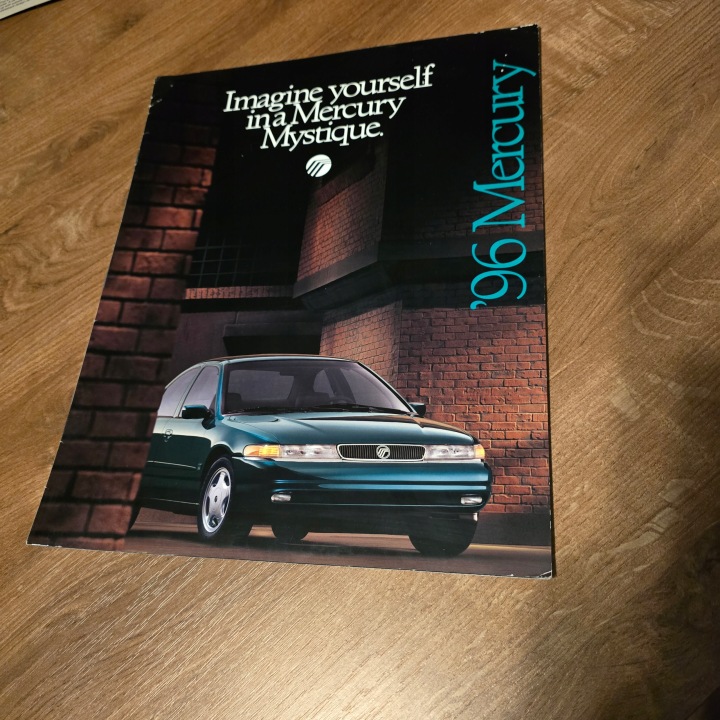 Imagine yourself
in a Mercury
Mystique.
'96 Mercury